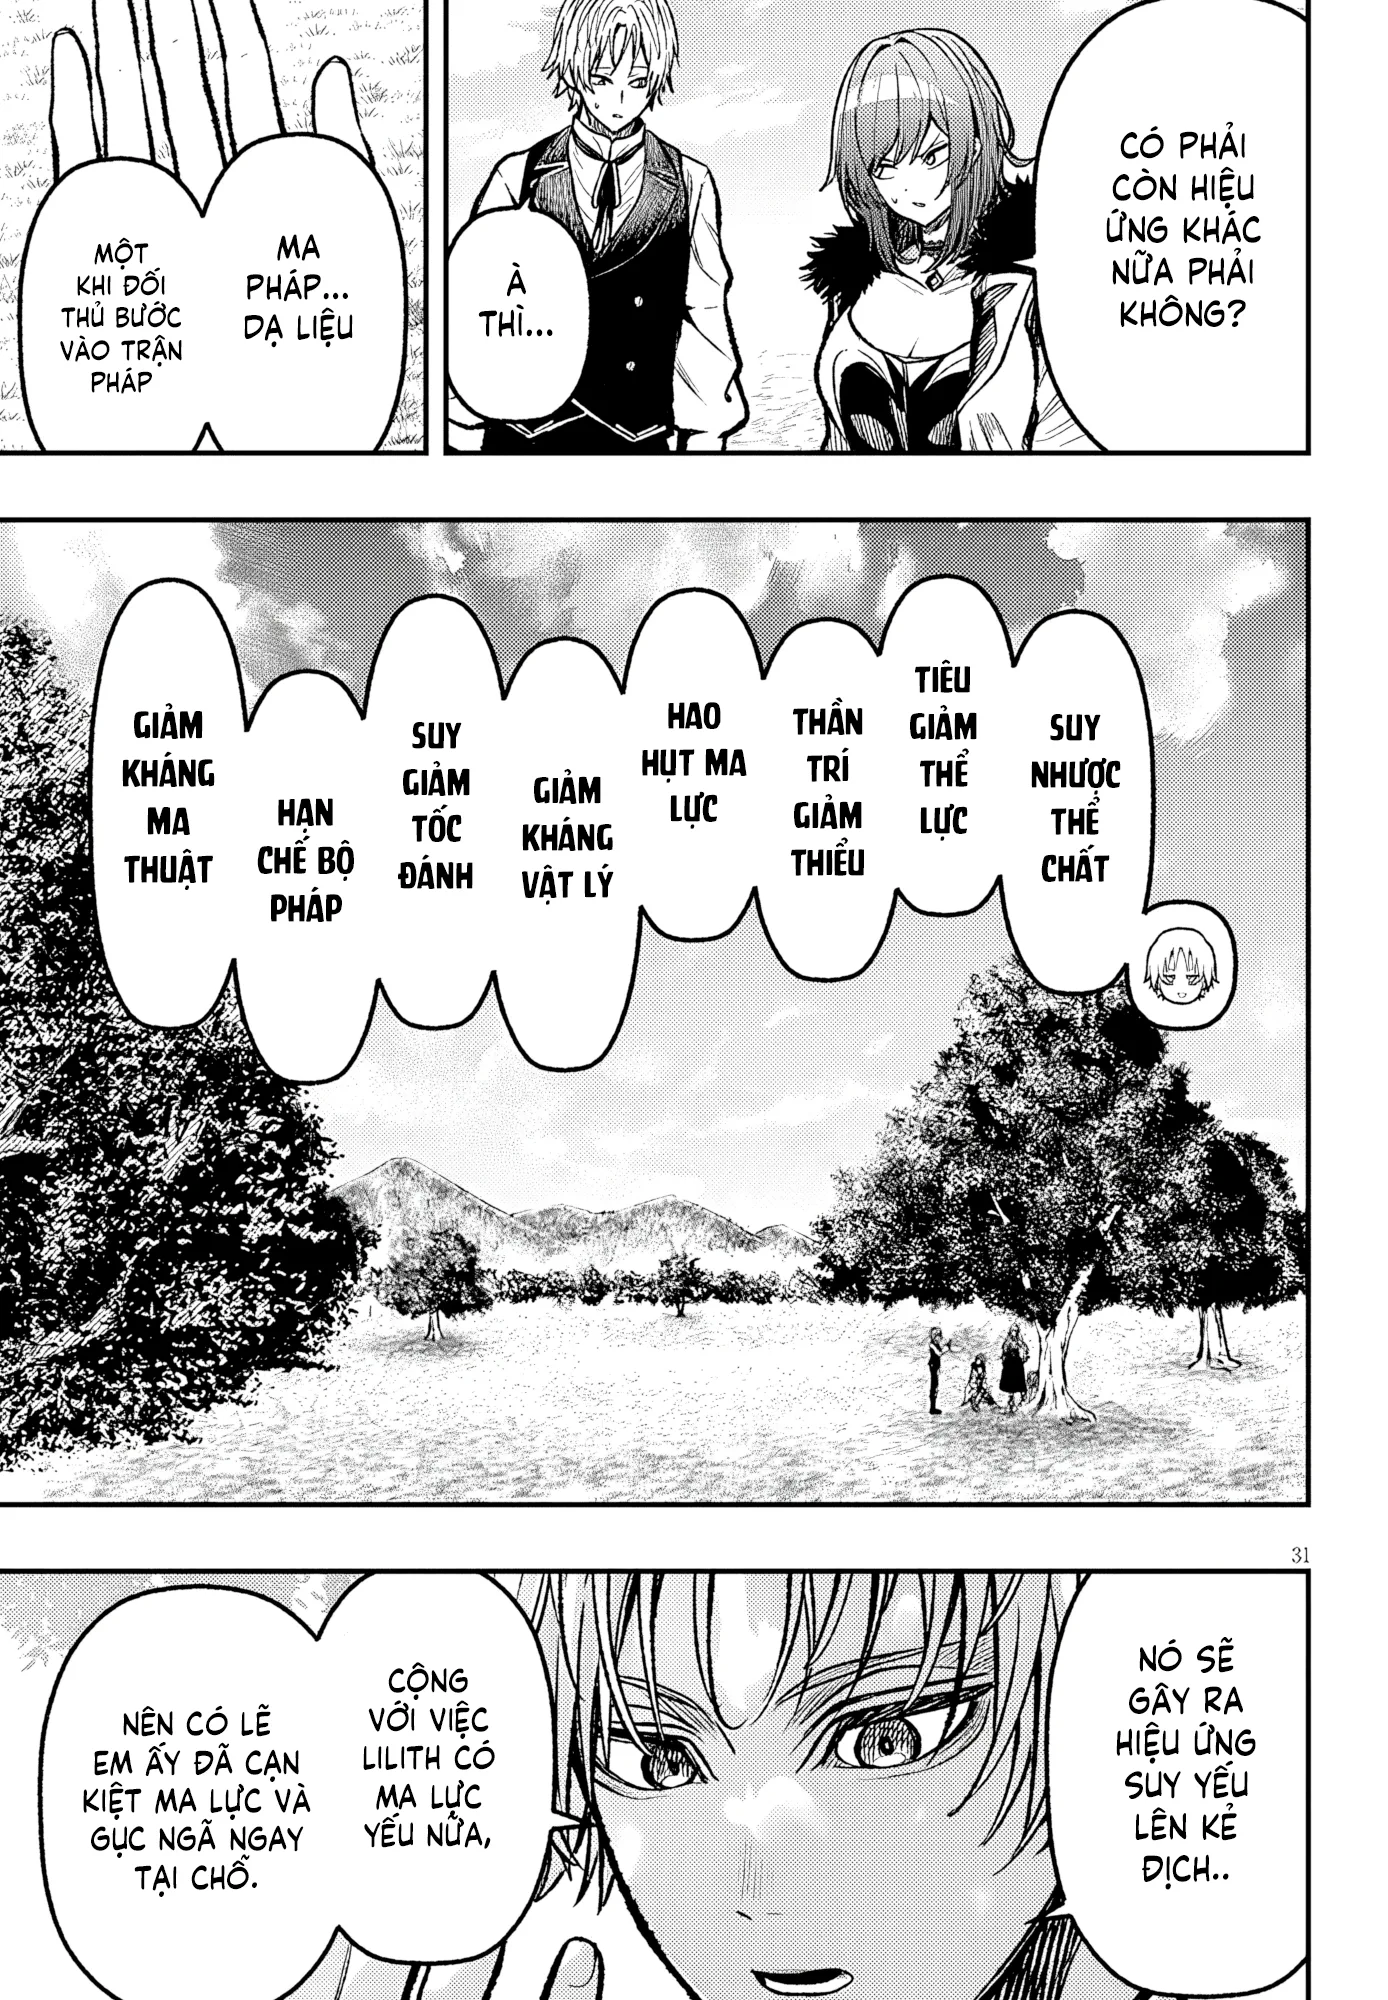 CÓ PHẢI
CÒN HIỆU
ỨNG KHÁC
NỮA PHẢI
KHÔNG?
À
THÌ...
MA
PHÁP...
DẠ LIỆU
MỘT
KHI ĐỐI
THỦ BƯỚC
VÀO TRẬN
PHÁP
SUY
NHƯỢC
THỂ
CHẤT
TIÊU
GIẢM
THỂ
LỰC
THẦN
TRÍ
GIẢM
THIỂU
HAO
HỤT MA
LỰC
GIẢM
KHÁNG
VẬT LÝ
SUY
GIẢM
TỐC
ĐÁNH
HẠN
CHẾ BỘ
PHÁP
GIẢM
KHÁNG
MA
THUẬT
31
NÓ SẼ
GÂY RA
HIỆU ỨNG
SUY YẾU
LÊN KẺ
ĐỊCH..
CỘNG
VỚI VIỆC
LILITH CÓ
MA LỰC
YẾU NỮA,
NÊN CÓ LẼ
EM ẤY ĐÃ CẠN
KIỆT MA LỰC VÀ
GỤC NGÃ NGAY
TẠI CHỖ.